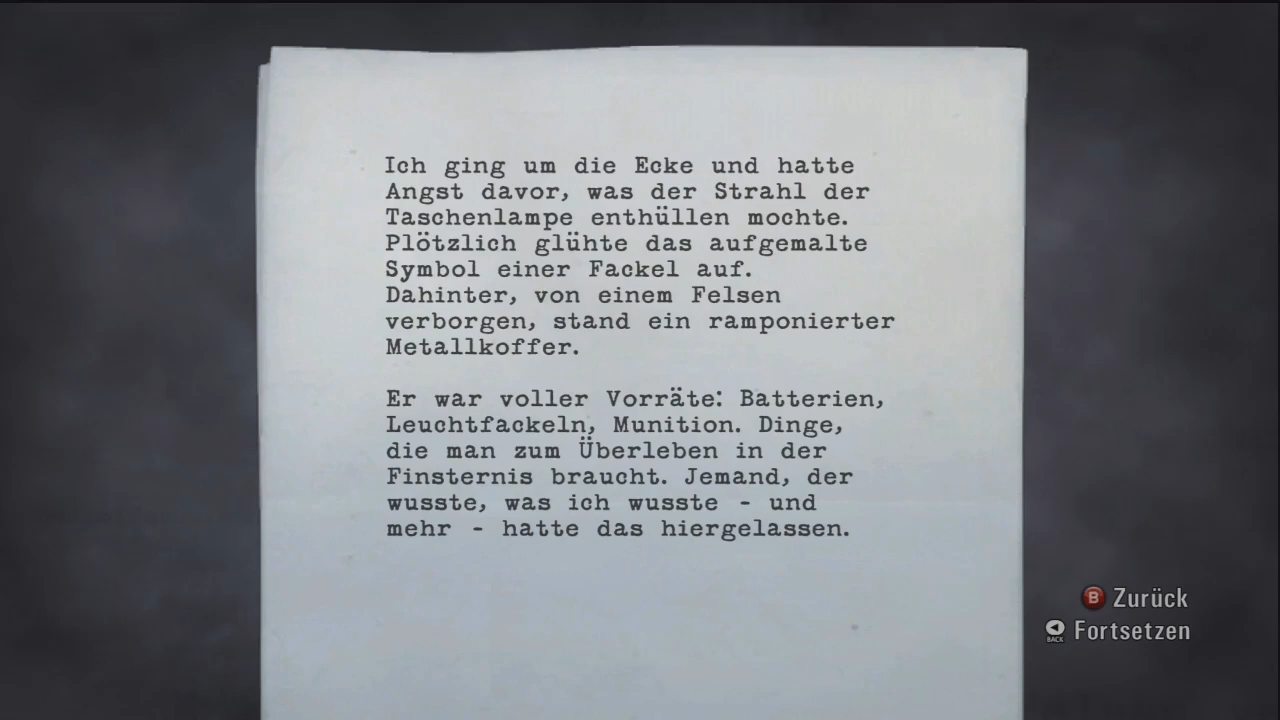 Ich ging um die Ecke und hatte
Angst davor, was der Strahl der
Taschenlampe enthüllen mochte.
Plötzlich glühte das aufgemalte
Symbol einer Fackel auf.
Dahinter, von einem Felsen
verborgen, stand ein ramponierter
Metallkoffer.
Er war voller Vorräte: Batterien,
Leuchtfackeln, Munition. Dinge,
die man zum Überleben in der
Finsternis braucht. Jemand, der
wusste, was ich wusste - und
mehr - hatte das hiergelassen.
B Zurück
BACK Fortsetzen